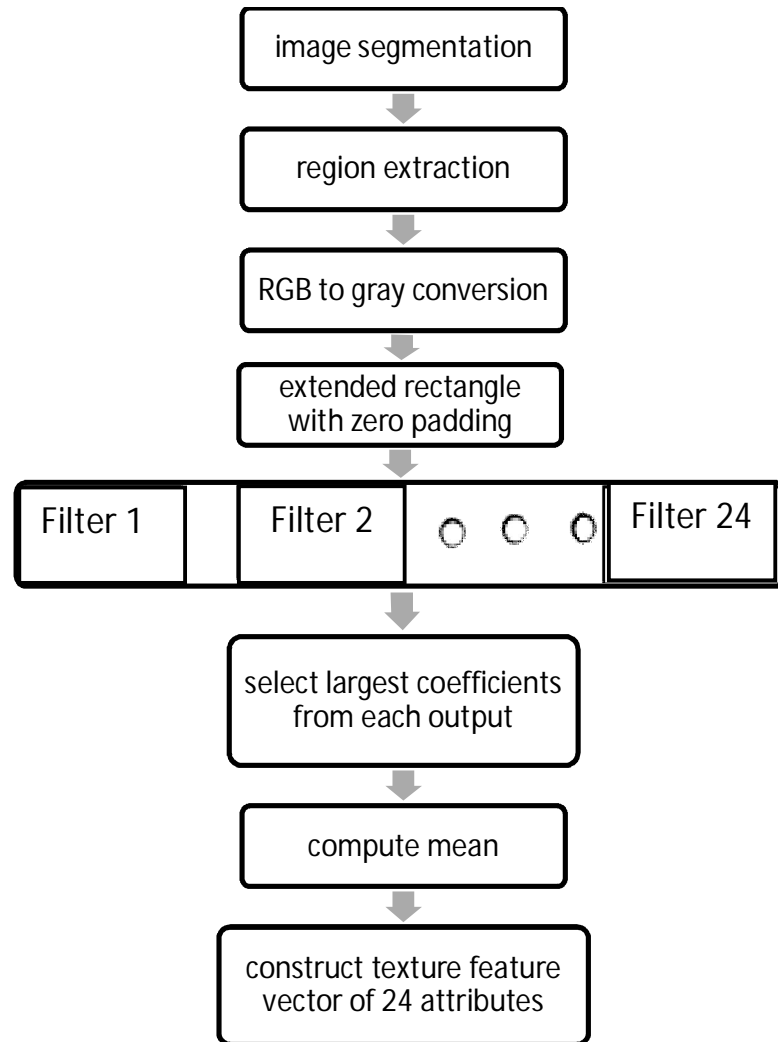 image segmentation
region extraction
RGB to gray conversion
extended rectangle
with zero padding
Filter 1 Filter 2 Filter 24
select largest coefficients
from each output
compute mean
construct texture feature
vector of 24 attributes